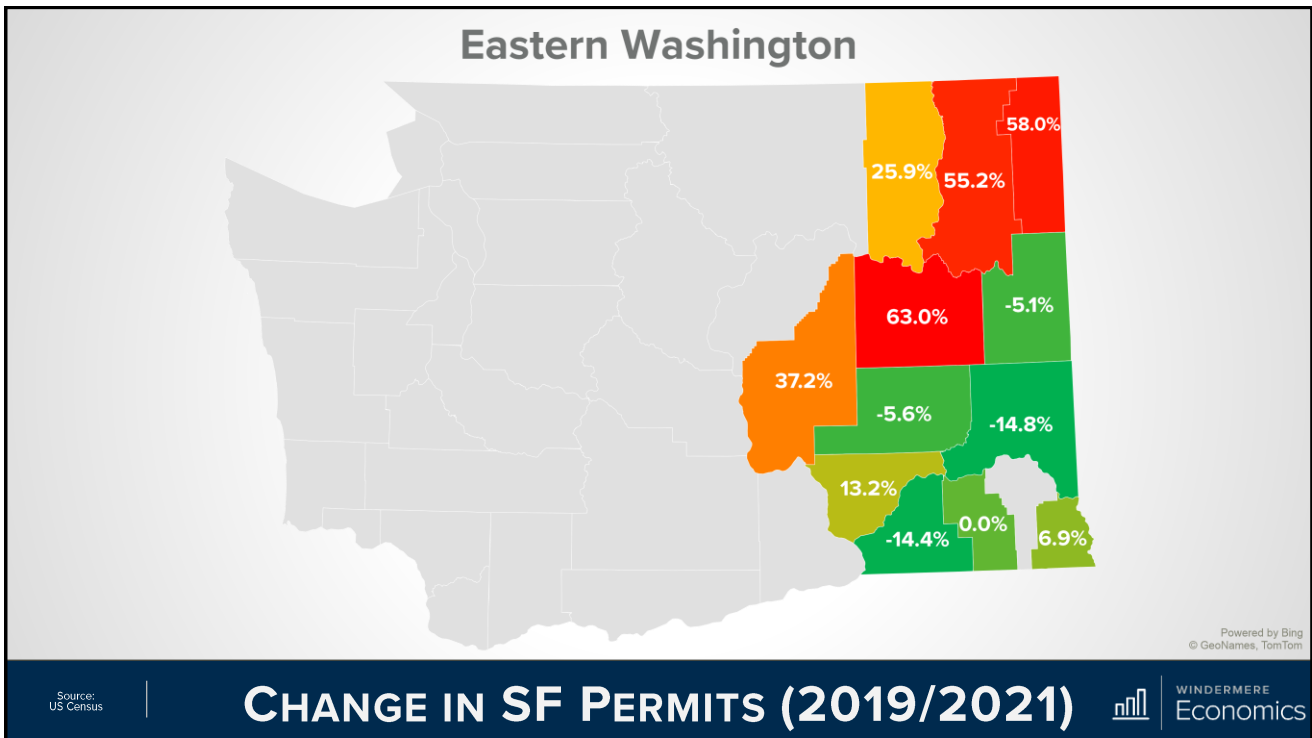 Eastern Washington
58.0%
25.9%
55.2%
-5.1%
63.0%
37.2%
-5.6%
-14.8%
13.2%
0.0%
-14.4%
6.9%
Powered by Bing
© GeoNames, TomTom
Source:
US Census
CHANGE IN SF PERMITS (2019/2021)
WINDERMERE
Economics